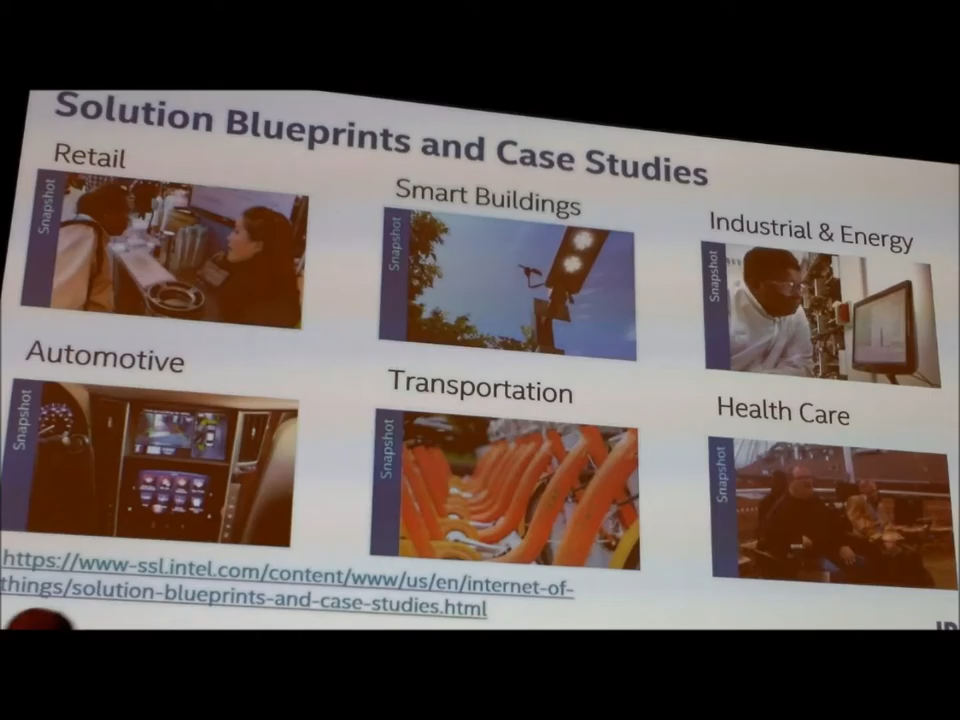 Solution Blueprints and Case Studies
Retail
Snapshot
Smart Buildings
Snapshot
Industrial & Energy
Snapshot
Automotive
Snapshot
Transportation
Snapshot
Health Care
Snapshot
https://www-ssl.intel.com/content/www/us/en/internet-of-
things/solution-blueprints-and-case-studies.html